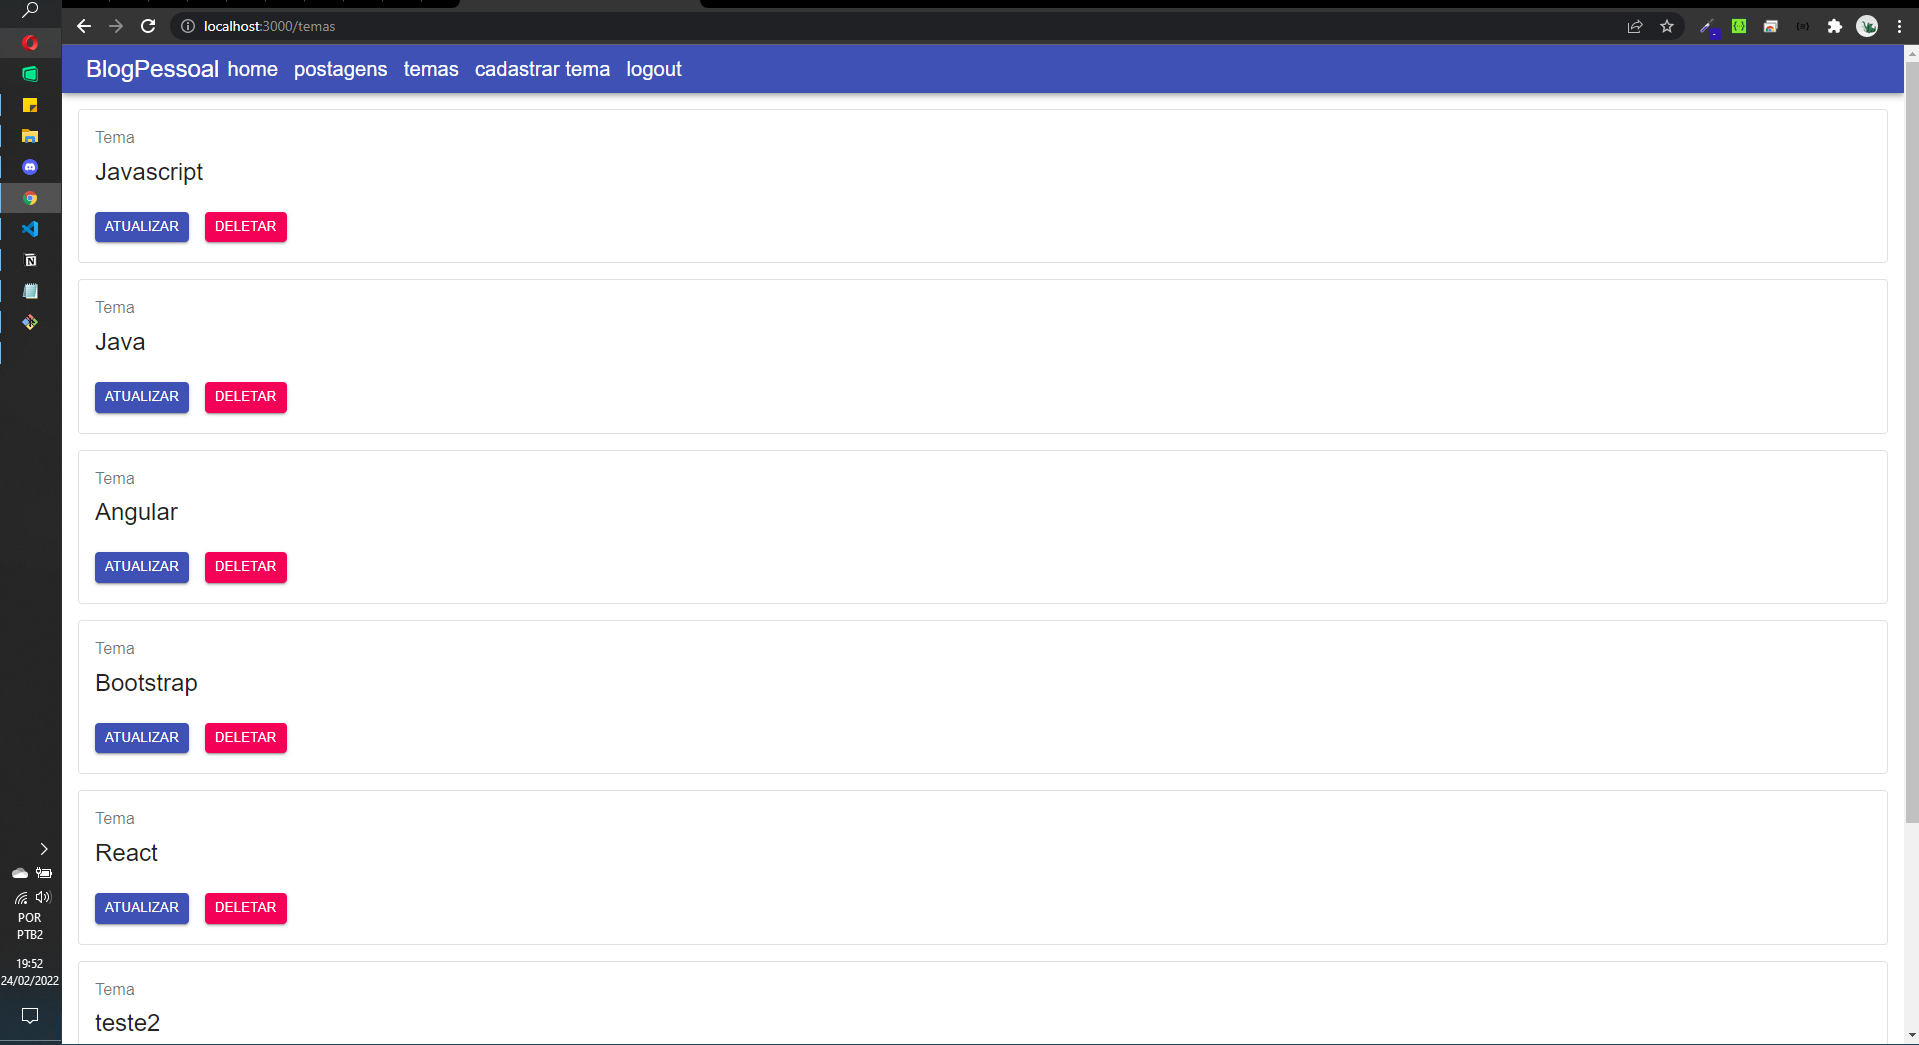 localhost:3000/temas
BlogPessoal home postagens temas cadastrar tema logout
Tema
Javascript
ATUALIZAR DELETAR
Tema
Java
ATUALIZAR DELETAR
Tema
Angular
ATUALIZAR DELETAR
Tema
Bootstrap
ATUALIZAR DELETAR
Tema
React
ATUALIZAR DELETAR
Tema
teste2
POR
PTB2
19:52
24/02/2022